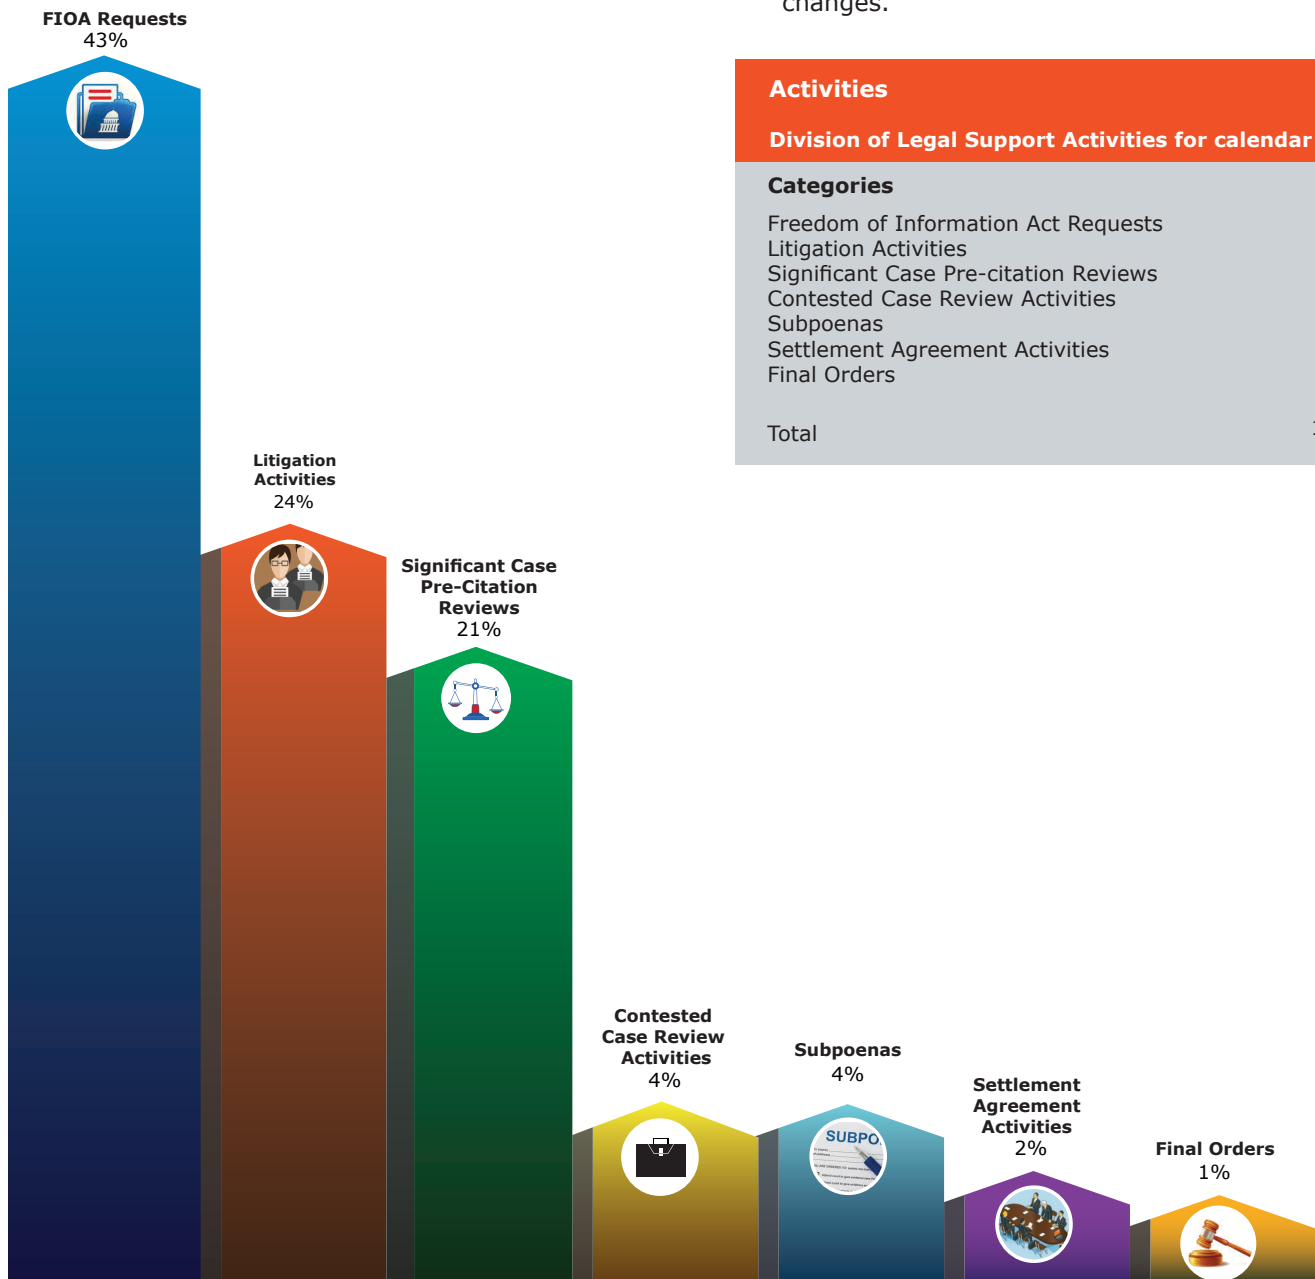 changes.
FIOA Requests
43%
Activities
Division of Legal Support Activities for calendar
Categories
Freedom of Information Act Requests
Litigation Activities
Significant Case Pre-citation Reviews
Contested Case Review Activities
Subpoenas
Settlement Agreement Activities
Final Orders
Total
Litigation
Activities
24%
Significant Case
Pre-Citation
Reviews
21%
Contested
Case Review
Activities
4%
Subpoenas
4%
SUBPO
Settlement
Agreement
Activities
2%
Final Orders
1%